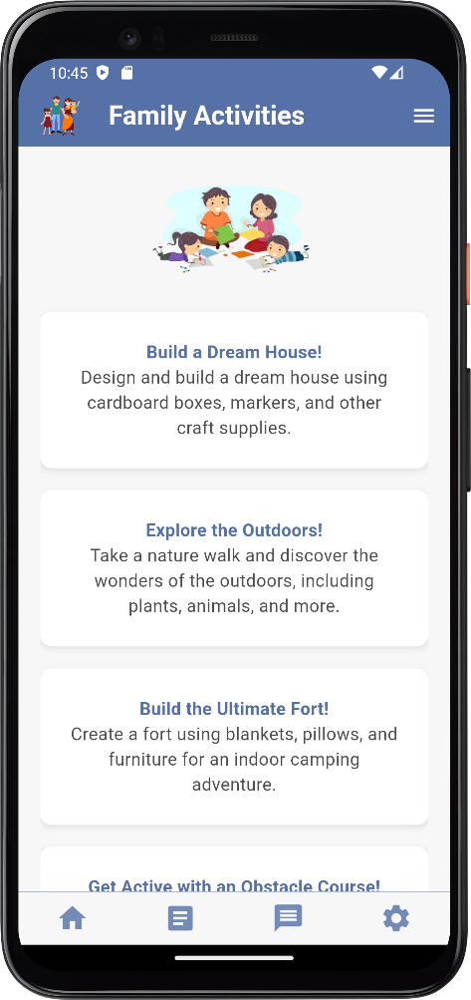 10:45
Family Activities
Build a Dream House!
Design and build a dream house using
cardboard boxes, markers, and other
craft supplies.
Explore the Outdoors!
Take a nature walk and discover the
wonders of the outdoors, including
plants, animals, and more.
Build the Ultimate Fort!
Create a fort using blankets, pillows, and
furniture for an indoor camping
adventure.
Get Active with an Obstacle Course!